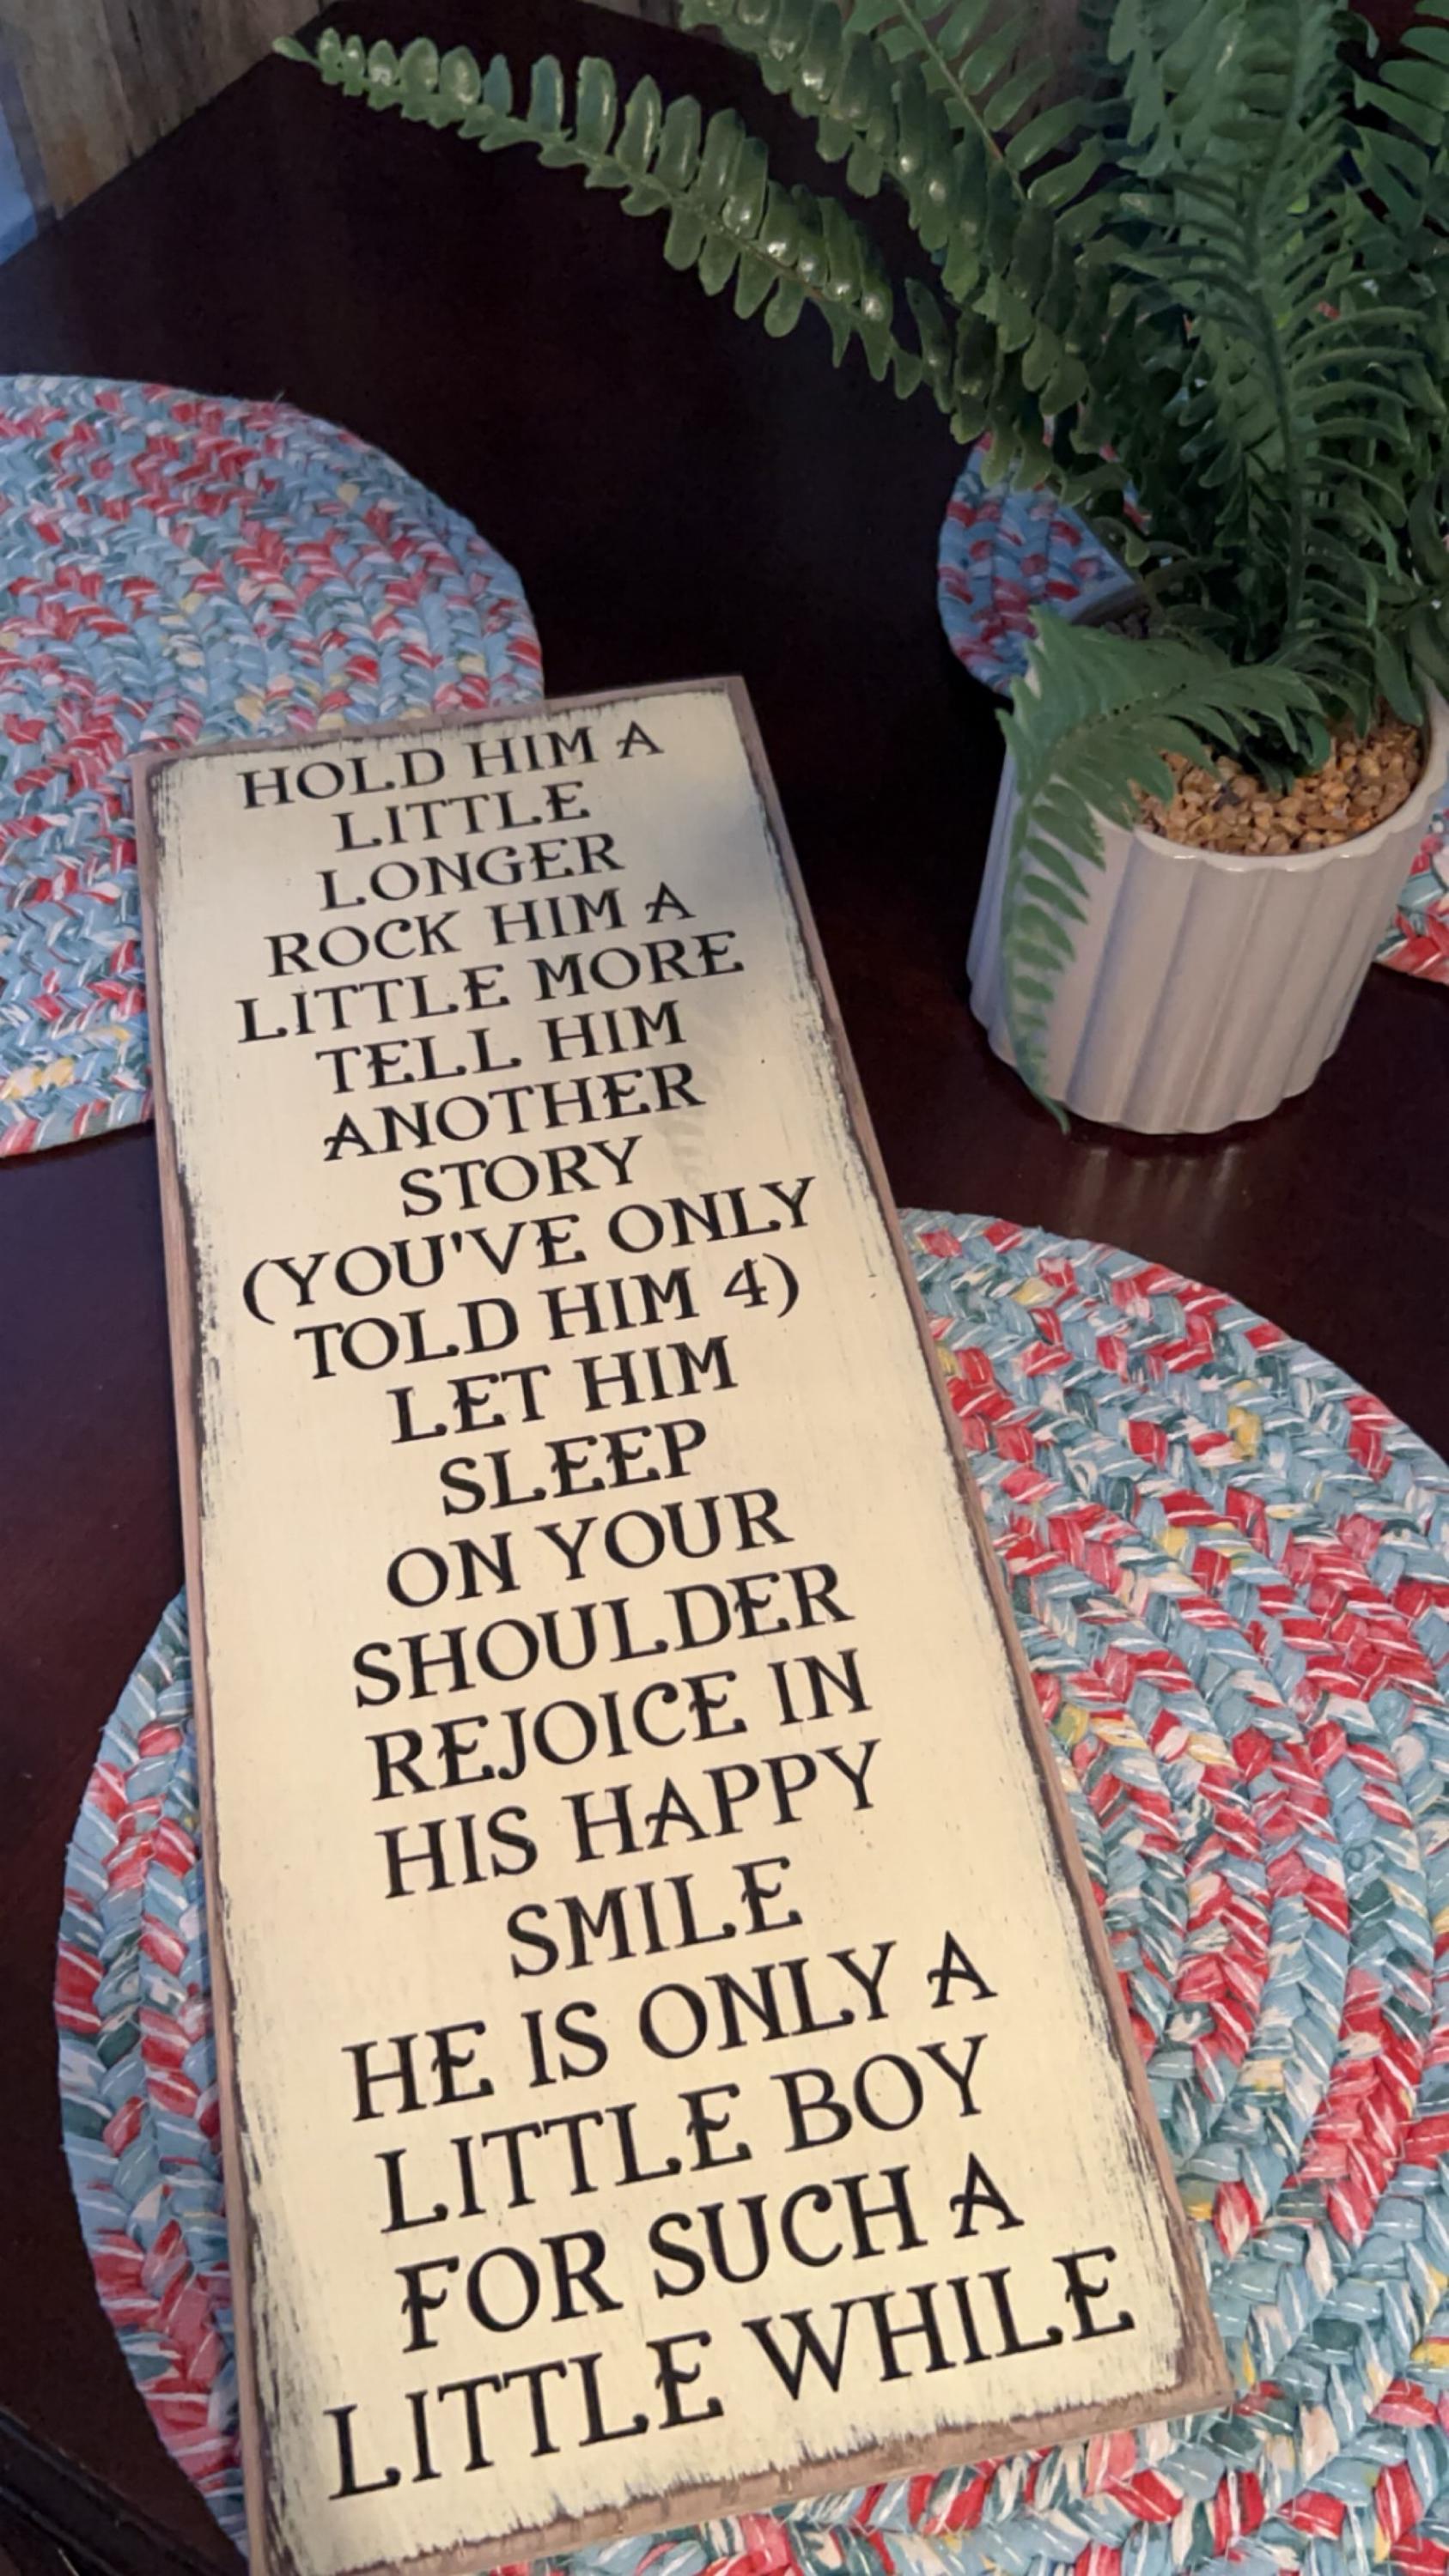 HOLD HIM A
LITTLE
LONGER
ROCK HIM A
LITTLE MORE
TELL HIM
ANOTHER
STORY
(YOU'VE ONLY
TOLD HIM 4)
LET HIM
SLEEP
ON YOUR
SHOULDER
REJOICE IN
HIS HAPPY
SMILE
HE IS ONLY A
LITTLE BOY
FOR SUCH A
LITTLE WHILE